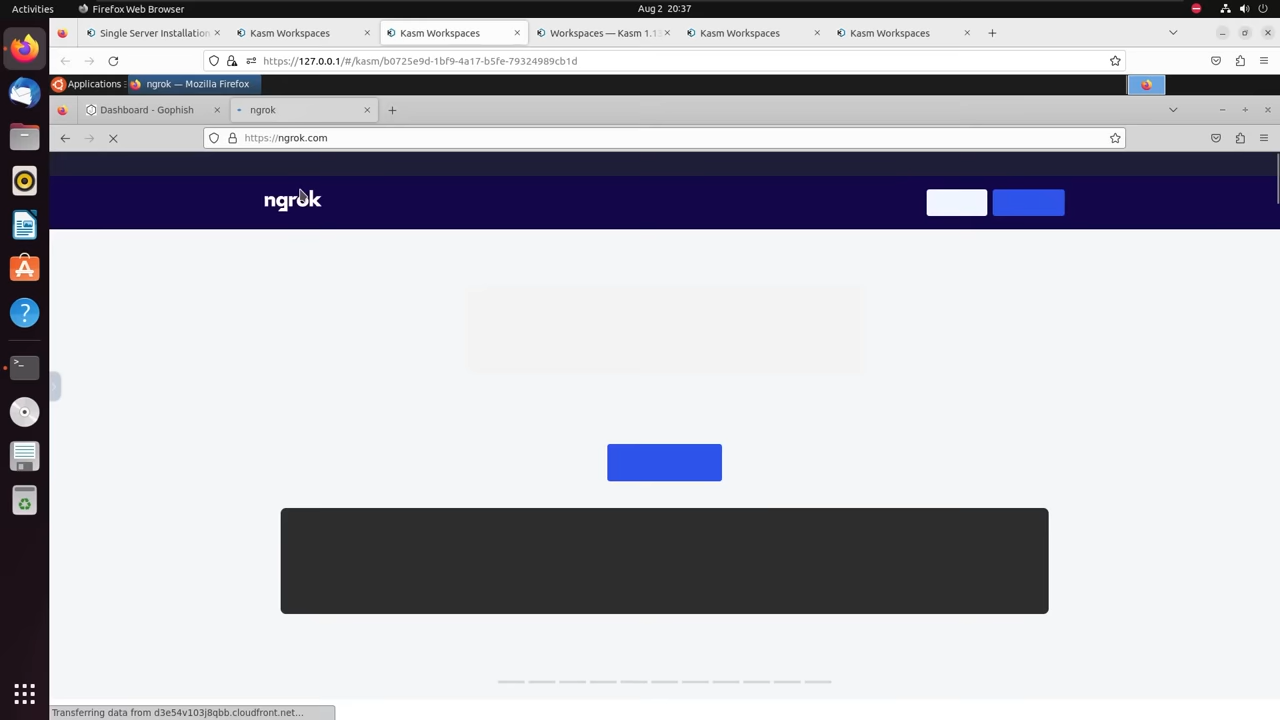 Activities
Firefox Web Browser
Aug 2 20:37
Single Server Installation
Kasm Workspaces
Kasm Workspaces
Workspaces — Kasm 1.1
Kasm Workspaces
Kasm Workspaces
https://127.0.0.1/#/kasm/b0725e9d-1bf9-4a17-b5fe-79324989cb1d
Applications
ngrok — Mozilla Firefox
Dashboard - Gophish
ngrok
https://ngrok.com
ngrok
Transferring data from d3e54v103j8qbb.cloudfront.net…